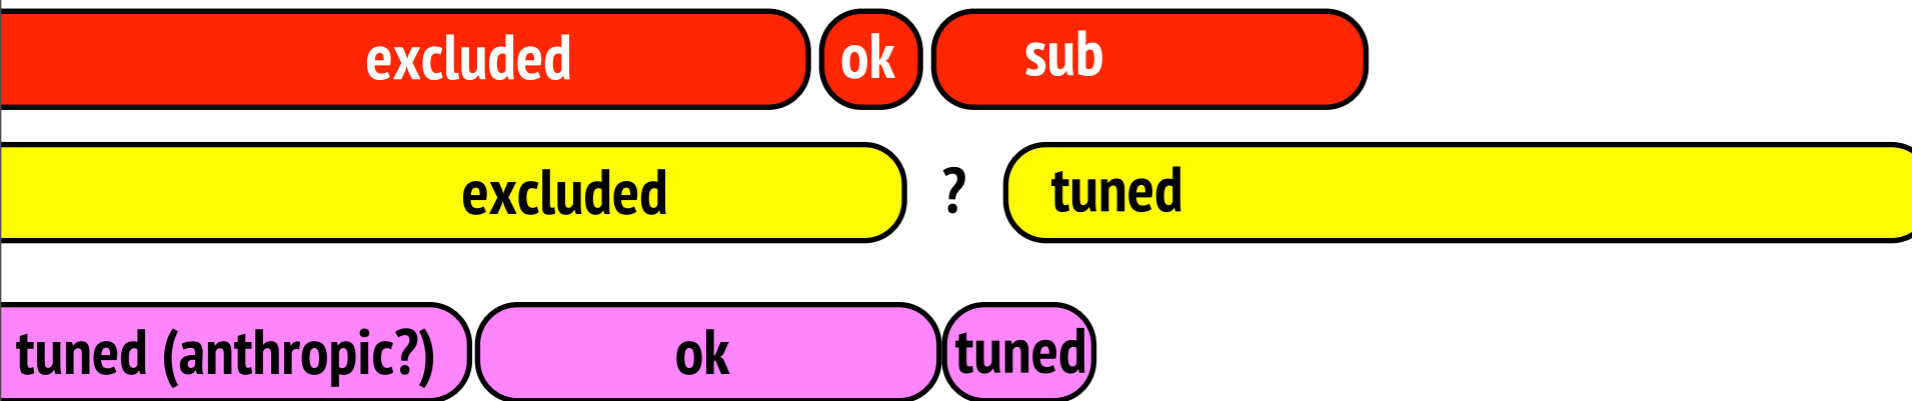 excluded ok sub
excluded ? tuned
tuned (anthropic?) ok tuned